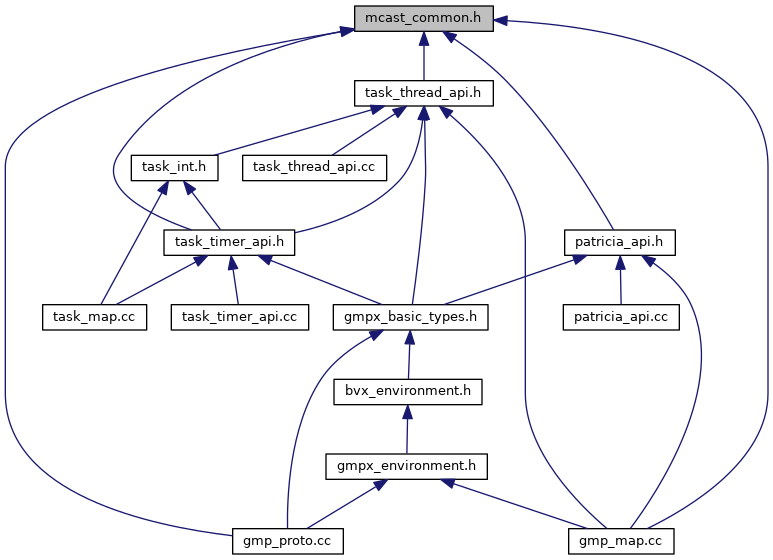 mcast_common.h
task_thread_api.h
task_int.h
task_thread_api.cc
task_timer_api.h
patricia_api.h
task_map.cc
task_timer_api.cc
gmpx_basic_types.h
patricia_api.cc
bvx_environment.h
gmpx_environment.h
gmp_proto.cc
gmp_map.cc